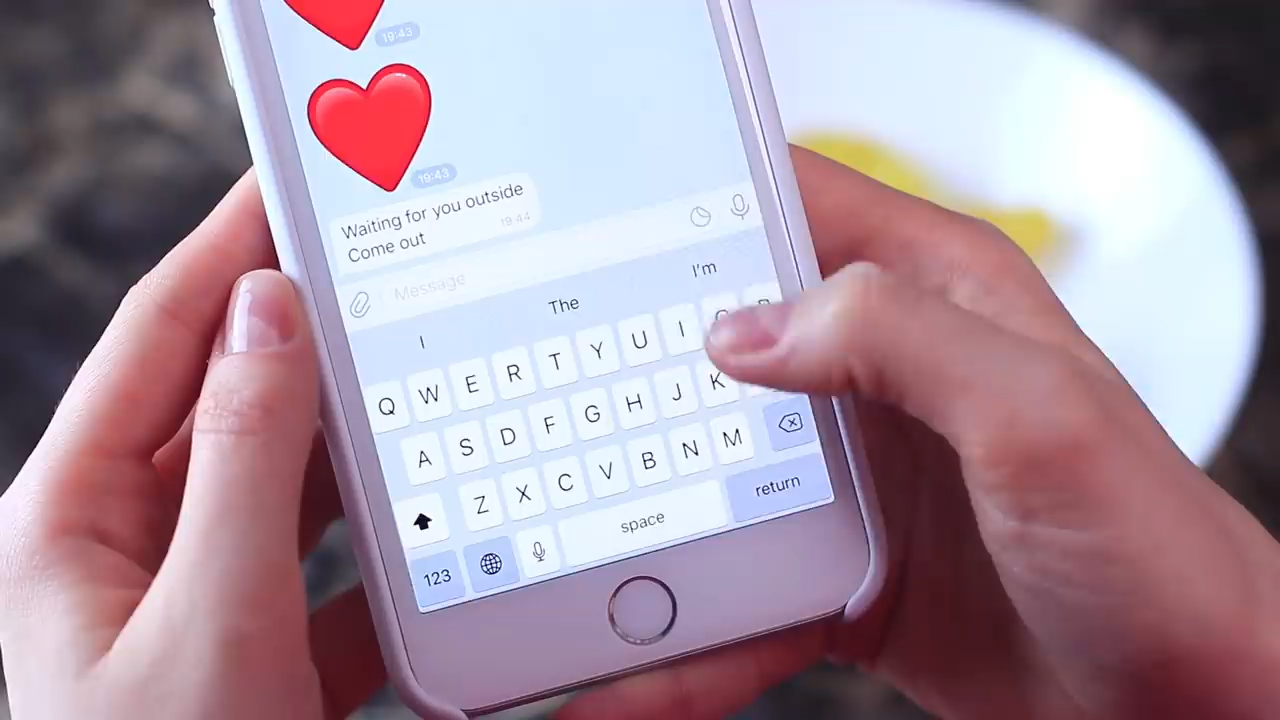 19:43
19:43
Waiting for you outside
Come out
19:44
Message
I The I'm
Q W E R T Y U I
A S D F G H J K
Z X C V B N M
123 space return